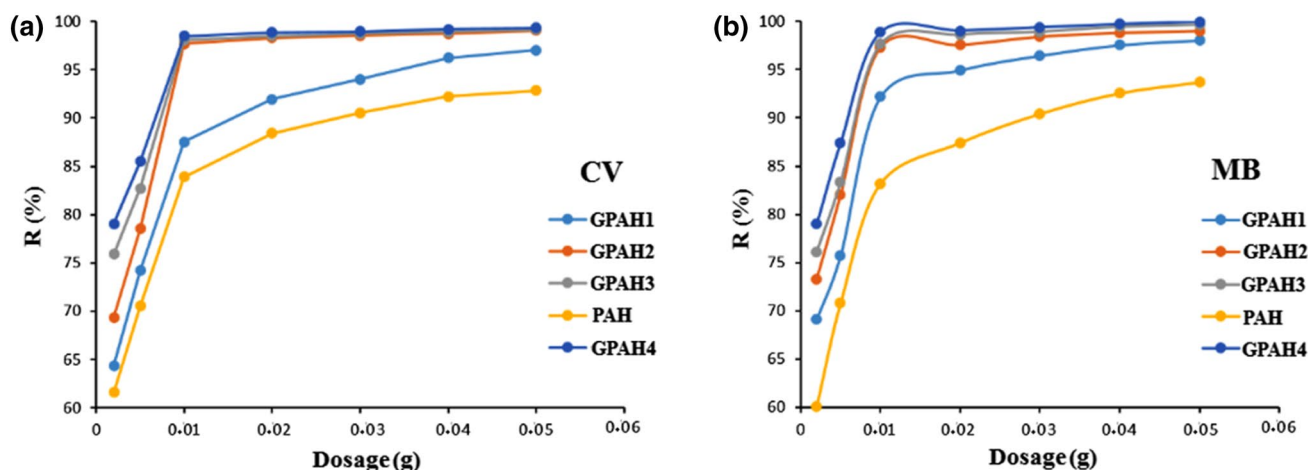 (a)
R (%)
100
95
90
85
80
75
70
65
60
0
0.01
0.02
0.03
0.04
0.05
0.06
Dosage (g)
CV
GPAH1
GPAH2
GPAH3
PAH
GPAH4
(b)
R (%)
100
95
90
85
80
75
70
65
60
0
0.01
0.02
0.03
0.04
0.05
0.06
Dosage (g)
MB
GPAH1
GPAH2
GPAH3
PAH
GPAH4